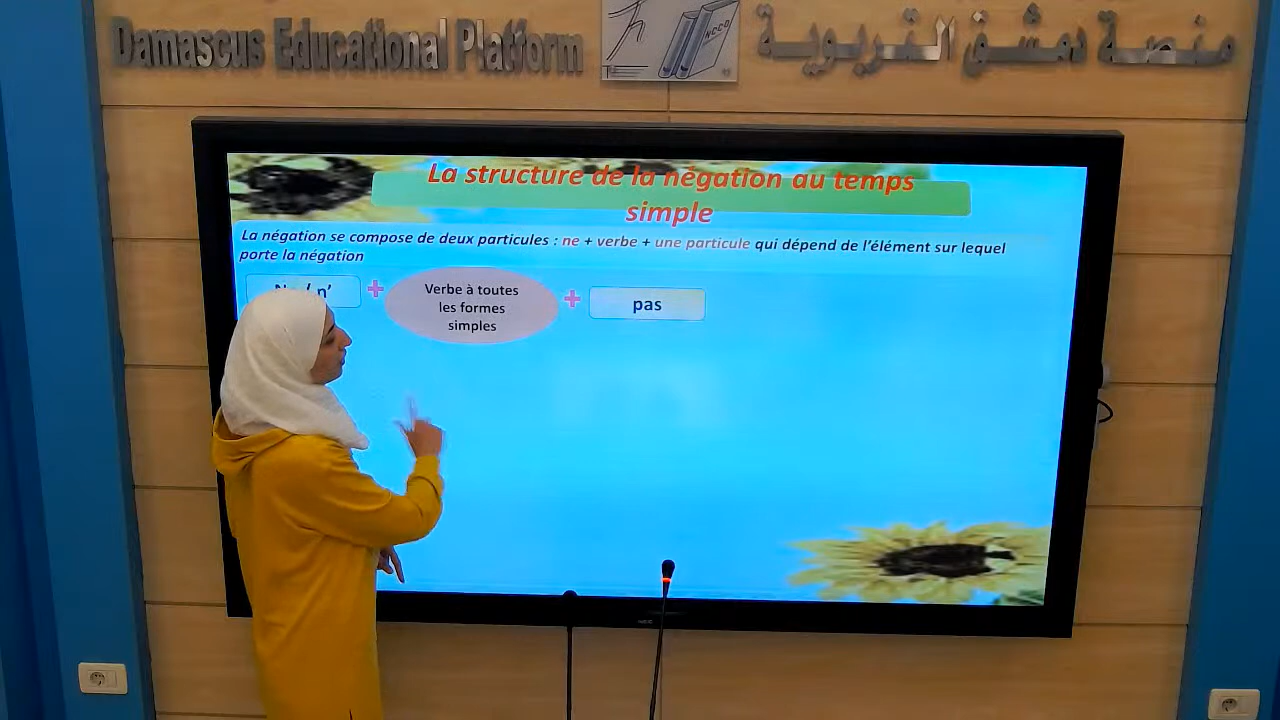 Damascus Educational Platform
NCCD
منصة دمشق التربوية
La structure de la négation au temps
simple
La négation se compose de deux particules : ne + verbe + une particule qui dépend de l'élément sur lequel
porte la négation
/ n' + Verbe à toutes + pas
les formes
simples